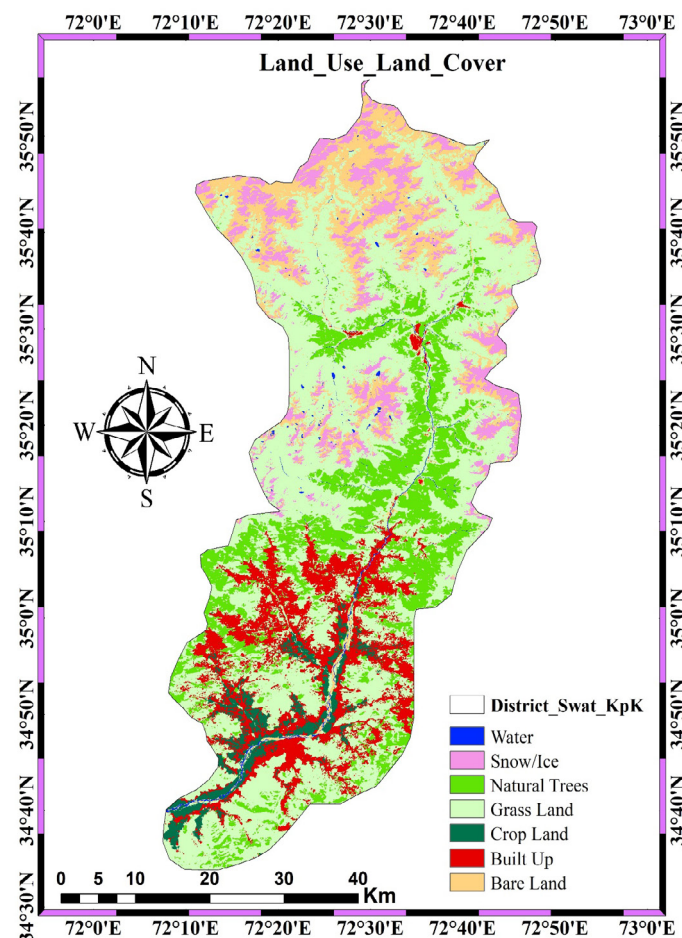 72°0'E 72°10'E 72°20'E 72°30'E 72°40'E 72°50'E 73°0'E
Land_Use_Land_Cover
35°50'N 35°50'N
35°40'N 35°40'N
35°30'N 35°30'N
N
35°20'N W E 35°20'N
S
35°10'N 35°10'N
35°0'N 35°0'N
34°50'N 34°50'N
District_Swat_KpK
Water
Snow/Ice
Natural Trees
34°40'N Grass Land 34°40'N
Crop Land
Built Up
Bare Land
0 5 10 20 30 40
Km
34°30'N 34°30'N
72°0'E 72°10'E 72°20'E 72°30'E 72°40'E 72°50'E 73°0'E